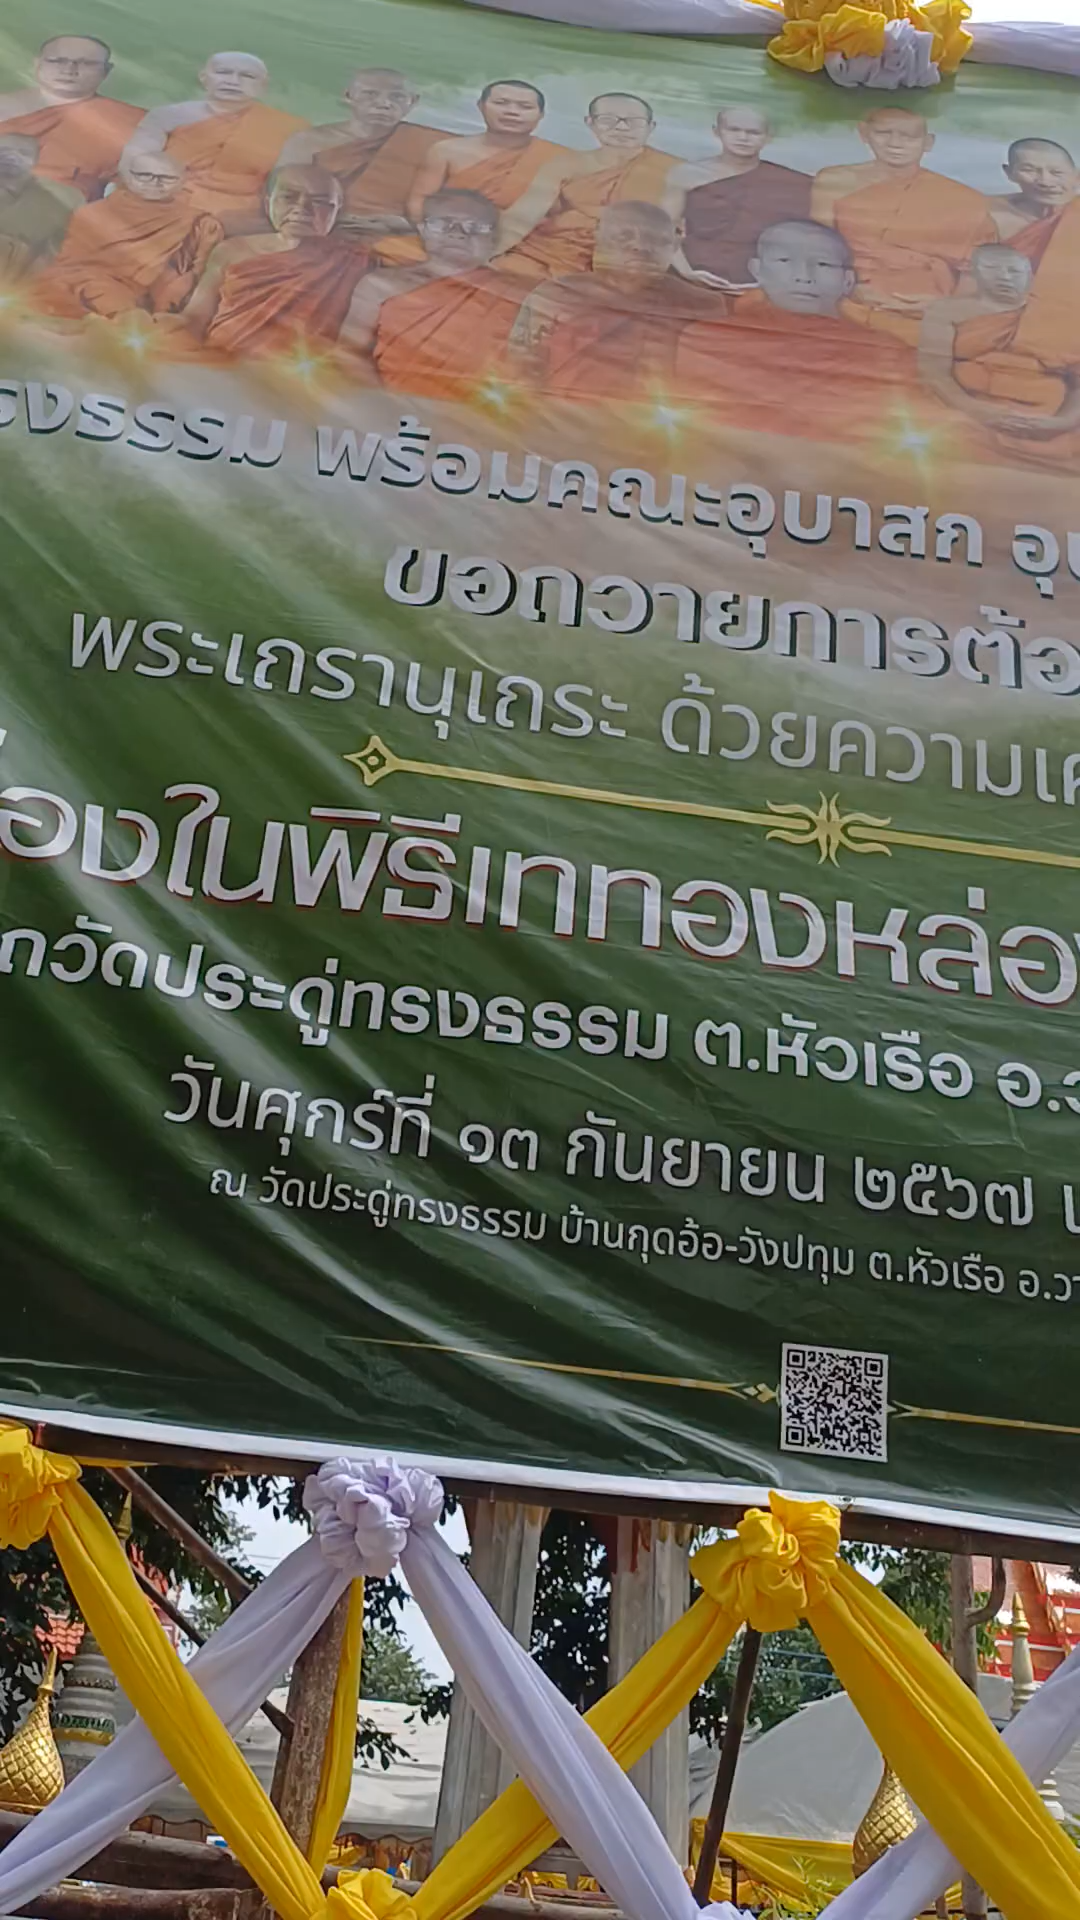 รงธรรม พร้อมคณะอุบาสก
ขอถวายการต้อ
พระเถรานุเถระ ด้วยความเค
องในพิธีเททองหล่อ
ถวัดประดู่ทรงธรรม ต.หัวเรือ อ.ว
วันศุกร์ที่ ๑๓ กันยายน ๒๕๖๗
ณ วัดประดู่ทรงธรรม บ้านกุดอ้อ-วังปทุม ต.หัวเรือ อ.วา